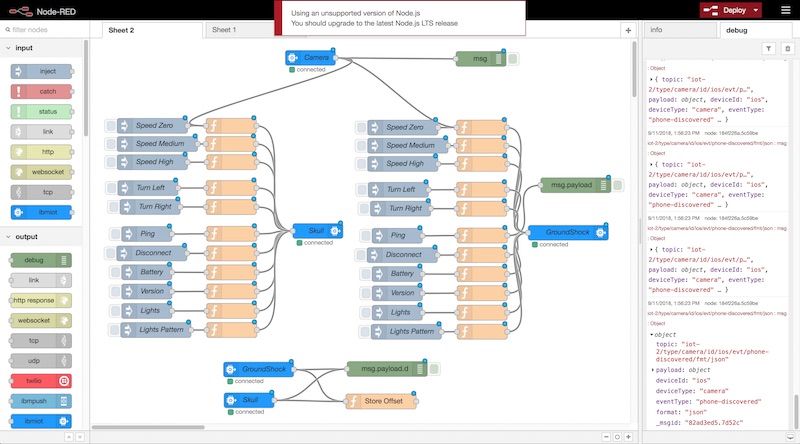 Node-RED
Using an unsupported version of Node.js
You should upgrade to the latest Node.js LTS release
Deploy
filter nodes
Sheet 2
Sheet 1
info
debug
input
inject
catch
status
link
http
websocket
tcp
ibmiot
output
debug
link
http response
websocket
tcp
udp
twilio
ibmpush
ibmiot
Camera
connected
msg
Speed Zero
Speed Medium
Speed High
Turn Left
Turn Right
Ping
Disconnect
Battery
Version
Lights
Lights Pattern
Skull
connected
Speed Zero
Speed Medium
Speed High
Turn Left
Turn Right
Ping
Disconnect
Battery
Version
Lights
Lights Pattern
msg.payload
GroundShock
connected
GroundShock
connected
Skull
connected
msg.payload.d
Store Offset
: Object
{ topic: "iot-
2/type/camera/id/ios/evt/p…",
payload: object, deviceId: "ios",
deviceType: "camera", eventType:
"phone-discovered" … }
9/11/2018, 1:56:23 PM node: 184f226a.5c59be
iot-2/type/camera/id/ios/evt/phone-discovered/fmt/json : msg
: Object
{ topic: "iot-
2/type/camera/id/ios/evt/p…",
payload: object, deviceId: "ios",
deviceType: "camera", eventType:
"phone-discovered" … }
9/11/2018, 1:56:23 PM node: 184f226a.5c59be
iot-2/type/camera/id/ios/evt/phone-discovered/fmt/json : msg
: Object
{ topic: "iot-
2/type/camera/id/ios/evt/p…",
payload: object, deviceId: "ios",
deviceType: "camera", eventType:
"phone-discovered" … }
9/11/2018, 1:56:23 PM node: 184f226a.5c59be
iot-2/type/camera/id/ios/evt/phone-discovered/fmt/json : msg
: Object
object
topic: "iot-
2/type/camera/id/ios/evt/phone-
discovered/fmt/json"
payload: object
deviceId: "ios"
deviceType: "camera"
eventType: "phone-discovered"
format: "json"
_msgid: "82ad3ed5.7d52c"